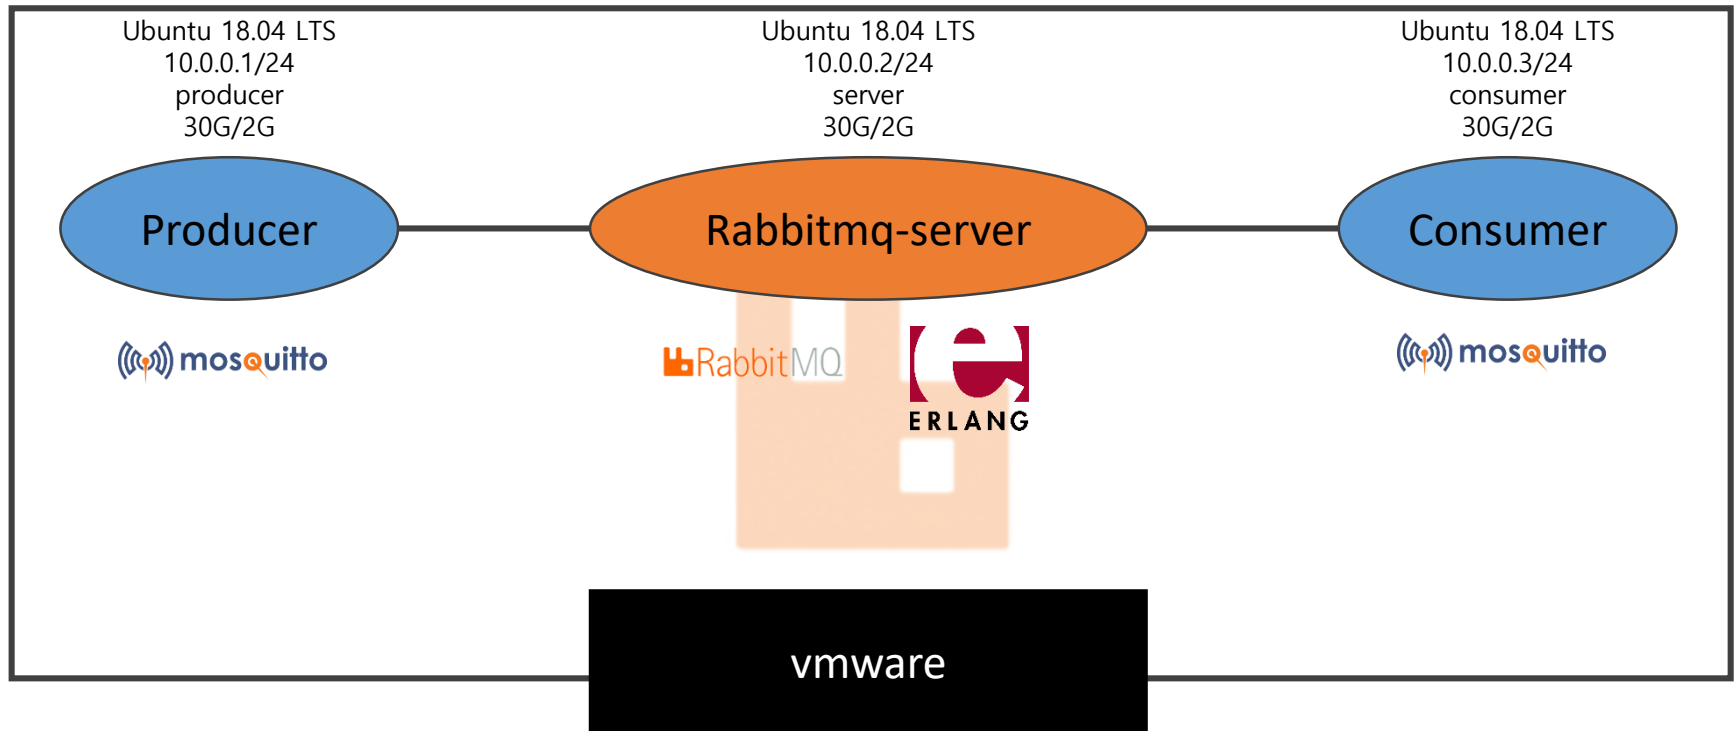 Ubuntu 18.04 LTS
10.0.0.1/24
producer
30G/2G
Producer
mosquitto
Ubuntu 18.04 LTS
10.0.0.2/24
server
30G/2G
Rabbitmq-server
RabbitMQ
e
ERLANG
Ubuntu 18.04 LTS
10.0.0.3/24
consumer
30G/2G
Consumer
mosquitto
vmware